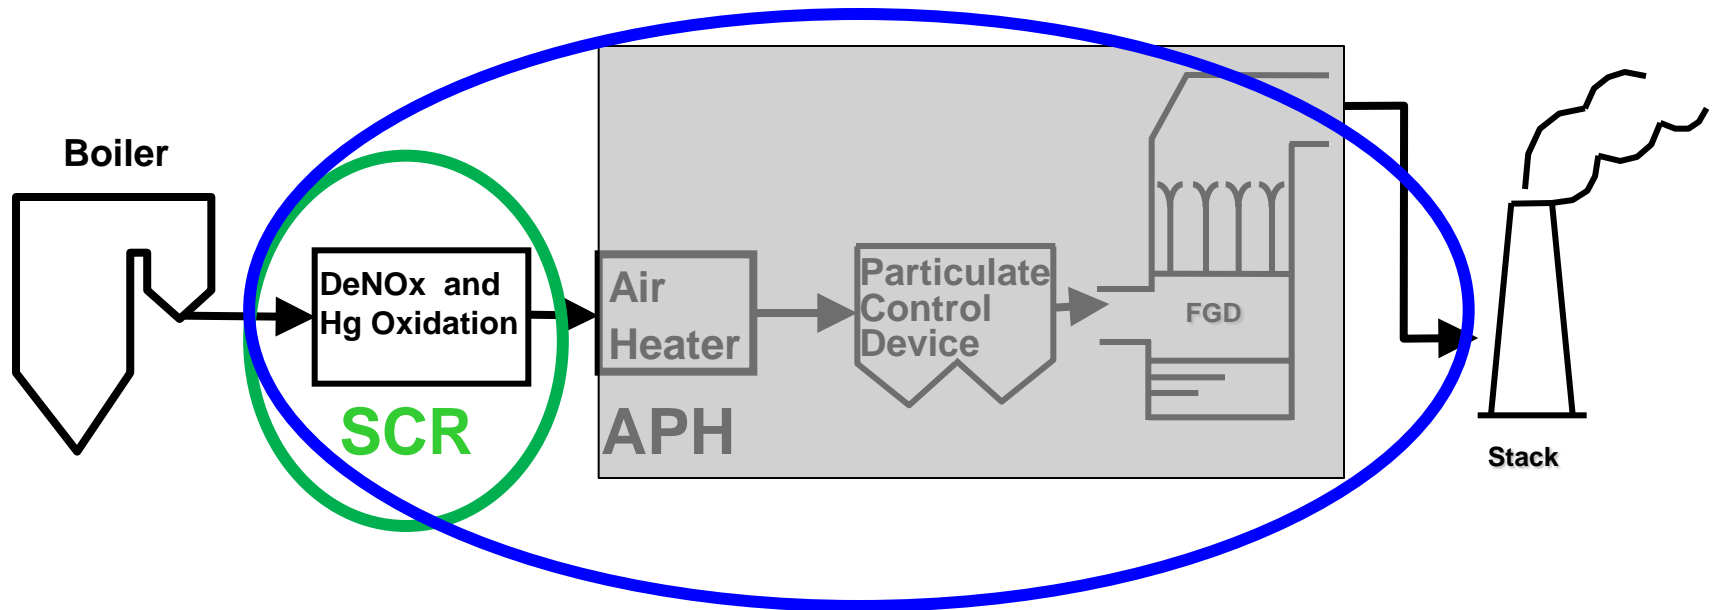 Boiler
DeNOx and
Hg Oxidation
SCR
Air
Heater
APH
Particulate
Control
Device
FGD
Stack